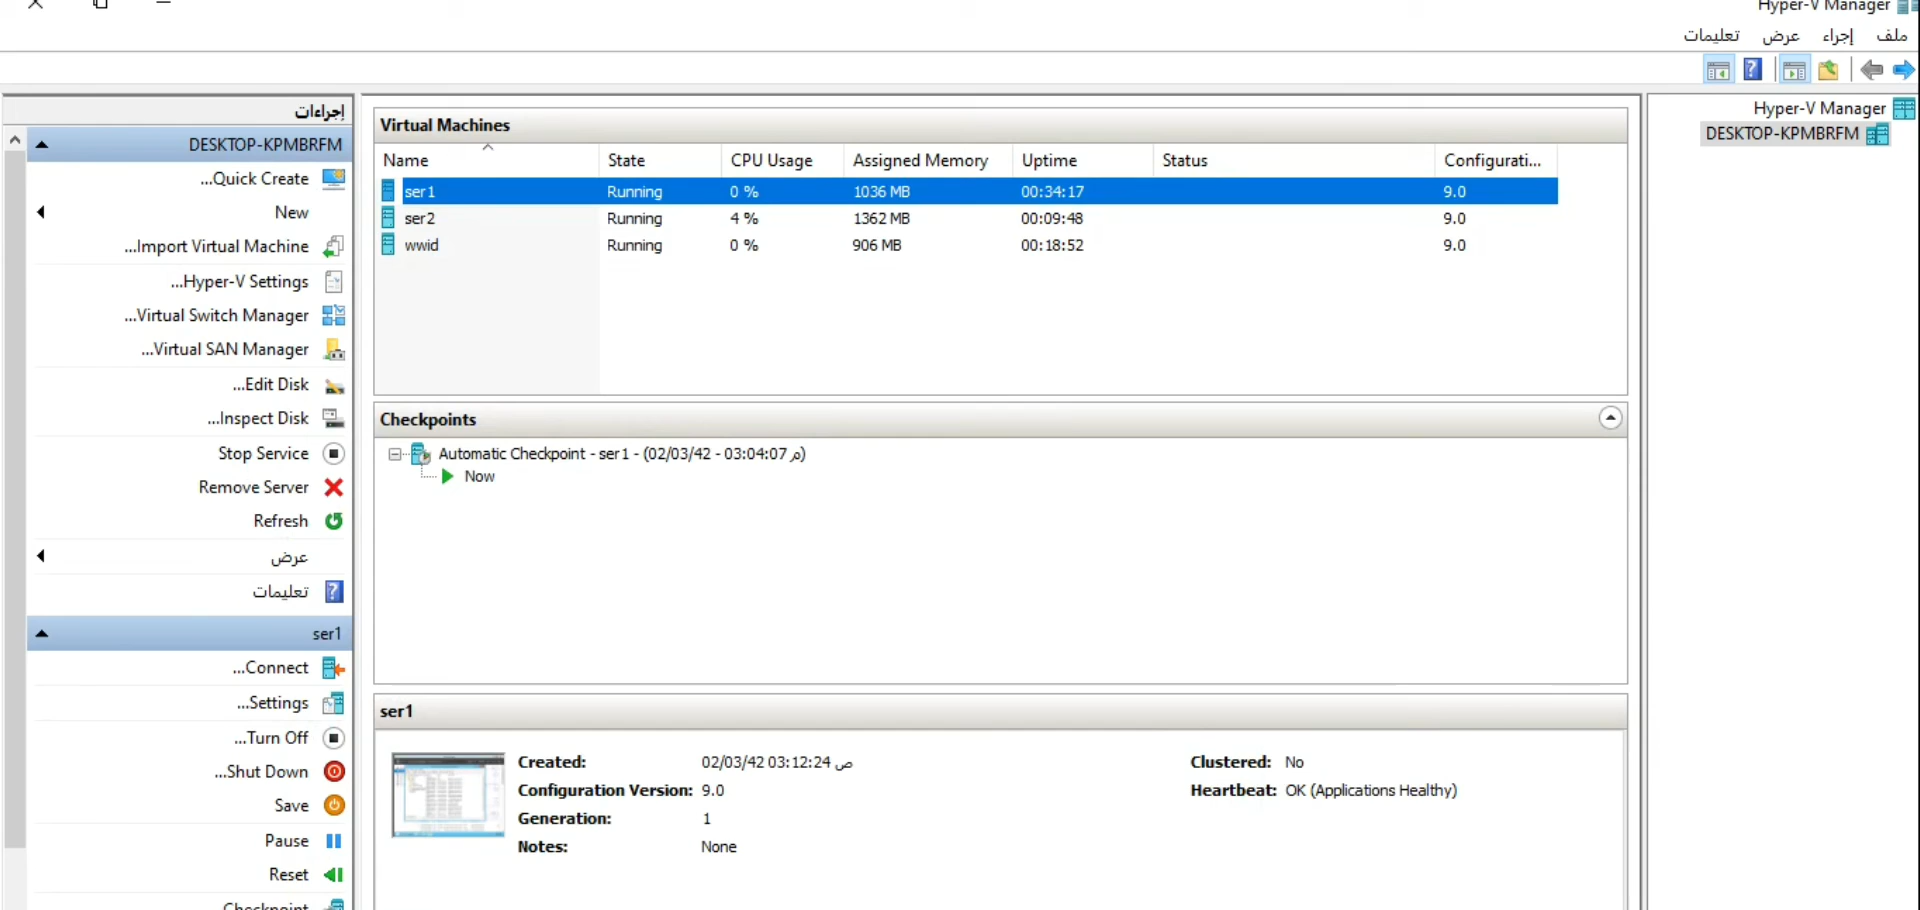 Hyper-V Manager
ملف إجراء عرض تعليمات
Hyper-V Manager
DESKTOP-KPMBRFM
Virtual Machines
Name State CPU Usage Assigned Memory Uptime Status Configurati...
ser1 Running 0 % 1036 MB 00:34:17 9.0
ser2 Running 4 % 1362 MB 00:09:48 9.0
wwid Running 0 % 906 MB 00:18:52 9.0
Checkpoints
Automatic Checkpoint - ser1 - (02/03/42 - 03:04:07 م)
Now
ser1
Created: 02/03/42 03:12:24 ص
Configuration Version: 9.0
Generation: 1
Notes: None
Clustered: No
Heartbeat: OK (Applications Healthy)
إجراءات
DESKTOP-KPMBRFM
...Quick Create
New
...Import Virtual Machine
...Hyper-V Settings
...Virtual Switch Manager
...Virtual SAN Manager
...Edit Disk
...Inspect Disk
Stop Service
Remove Server
Refresh
عرض
تعليمات
ser1
...Connect
...Settings
...Turn Off
...Shut Down
Save
Pause
Reset
Checkpoint